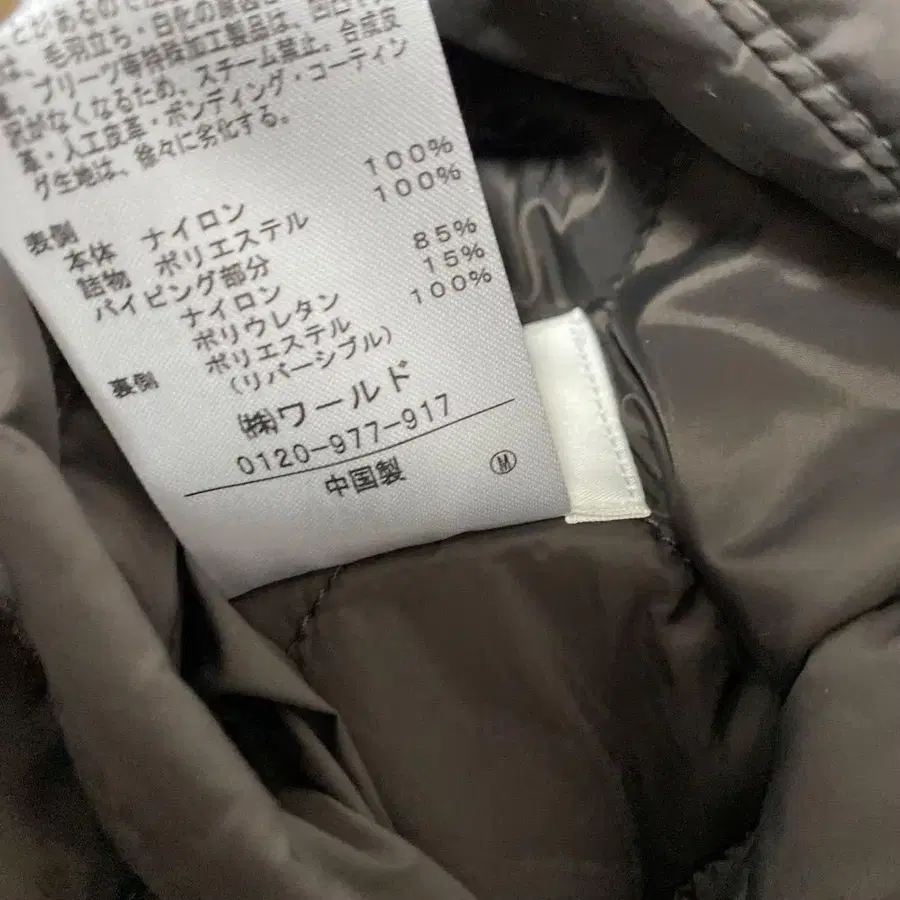 は、毛羽立ち・白化の原因
プリーツ等特殊加工製品は、凹凸
沢がなくなるため、スチーム禁止。合成皮
革・人工皮革・ボンディング・コーティン
グ生地は、徐々に劣化する。
表側
本体 ナイロン 100%
詰物 ポリエステル 100%
パイピング部分
ナイロン 85%
ポリウレタン 15%
裏側 ポリエステル 100%
(リバーシブル)
㈱ワールド
0120-977-917
中国製 Ⓜ